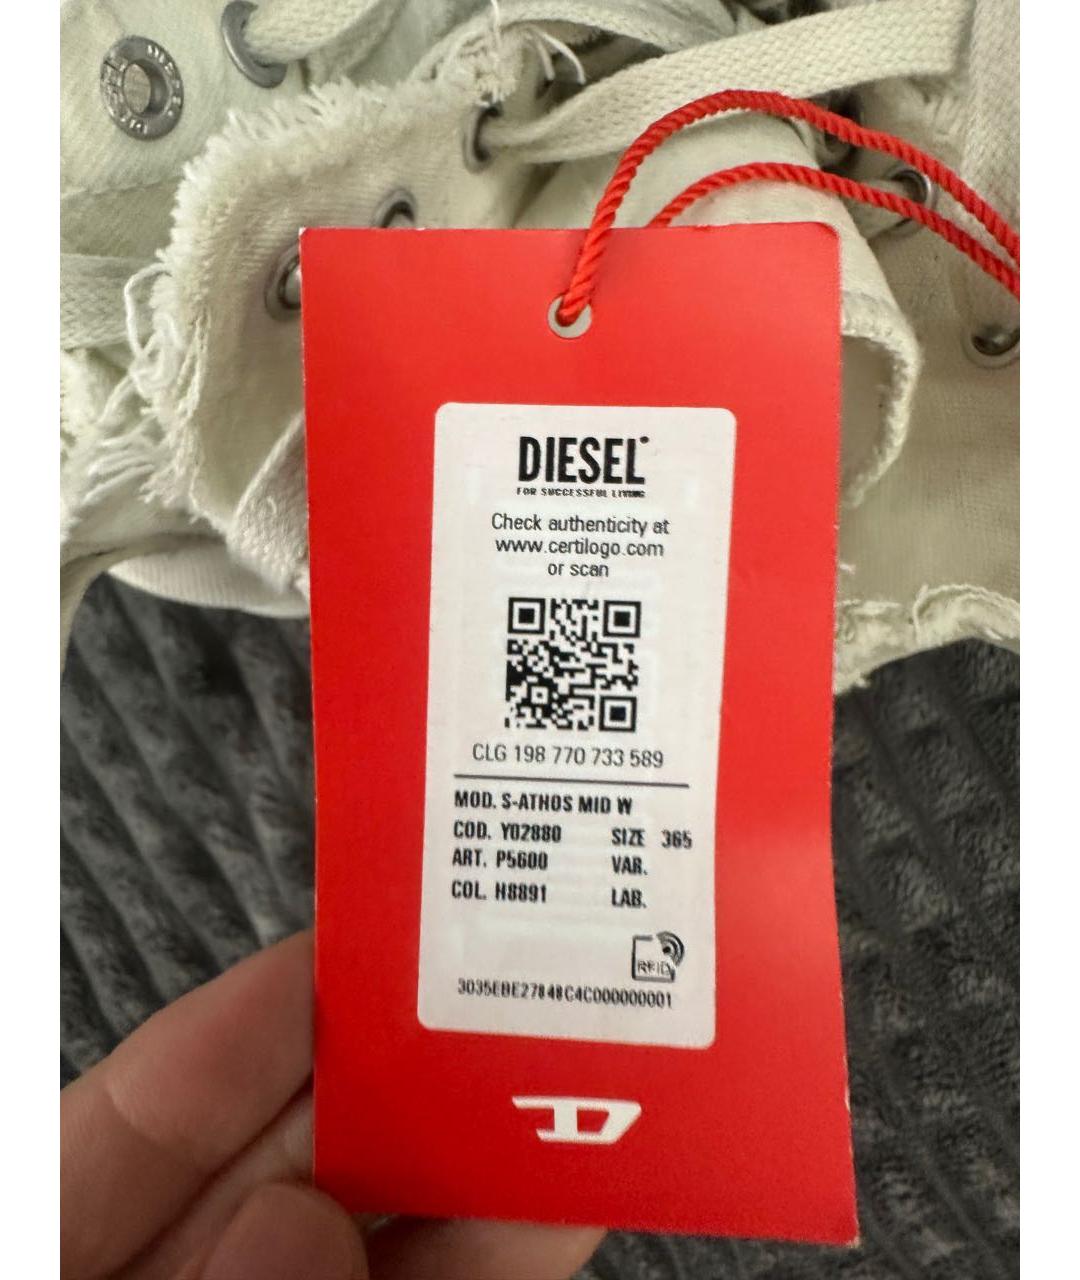 DIESEL
FOR SUCCESSFUL LIVING
Check authenticity at
www.certilogo.com
or scan
CLG 198 770 733 589
MOD. S-ATHOS MID W
COD. Y02880 SIZE 365
ART. P5600 VAR.
COL. H8891 LAB.
RFID
3035EBE27848C4C000000001
D